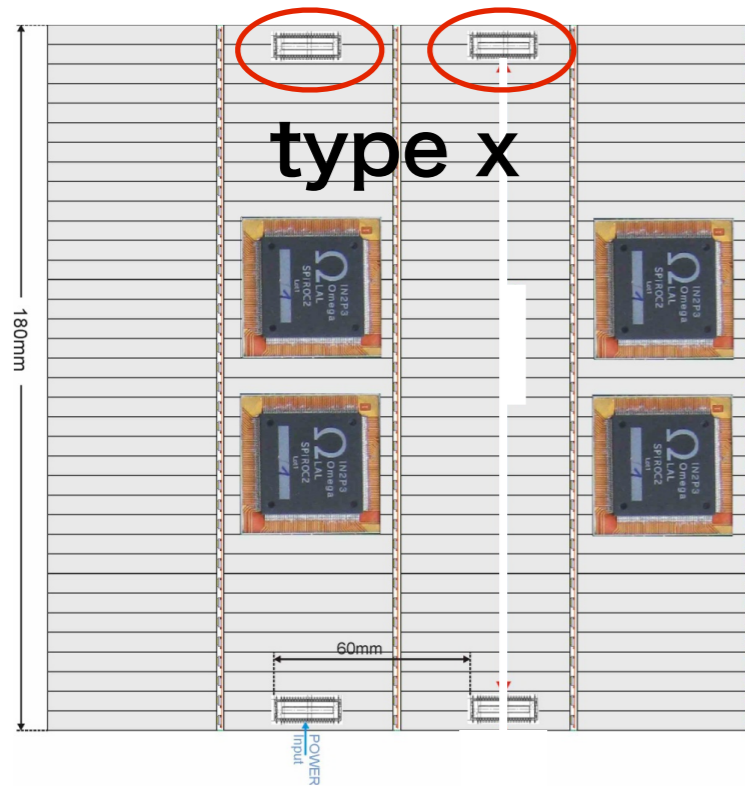 type x
IN2P3
Ω Omega
LAL
SPIROC2
IN2P3
Ω Omega
LAL
SPIROC2
180mm
IN2P3
Ω Omega
LAL
SPIROC2
IN2P3
Ω Omega
LAL
SPIROC2
60mm
POWER
Input